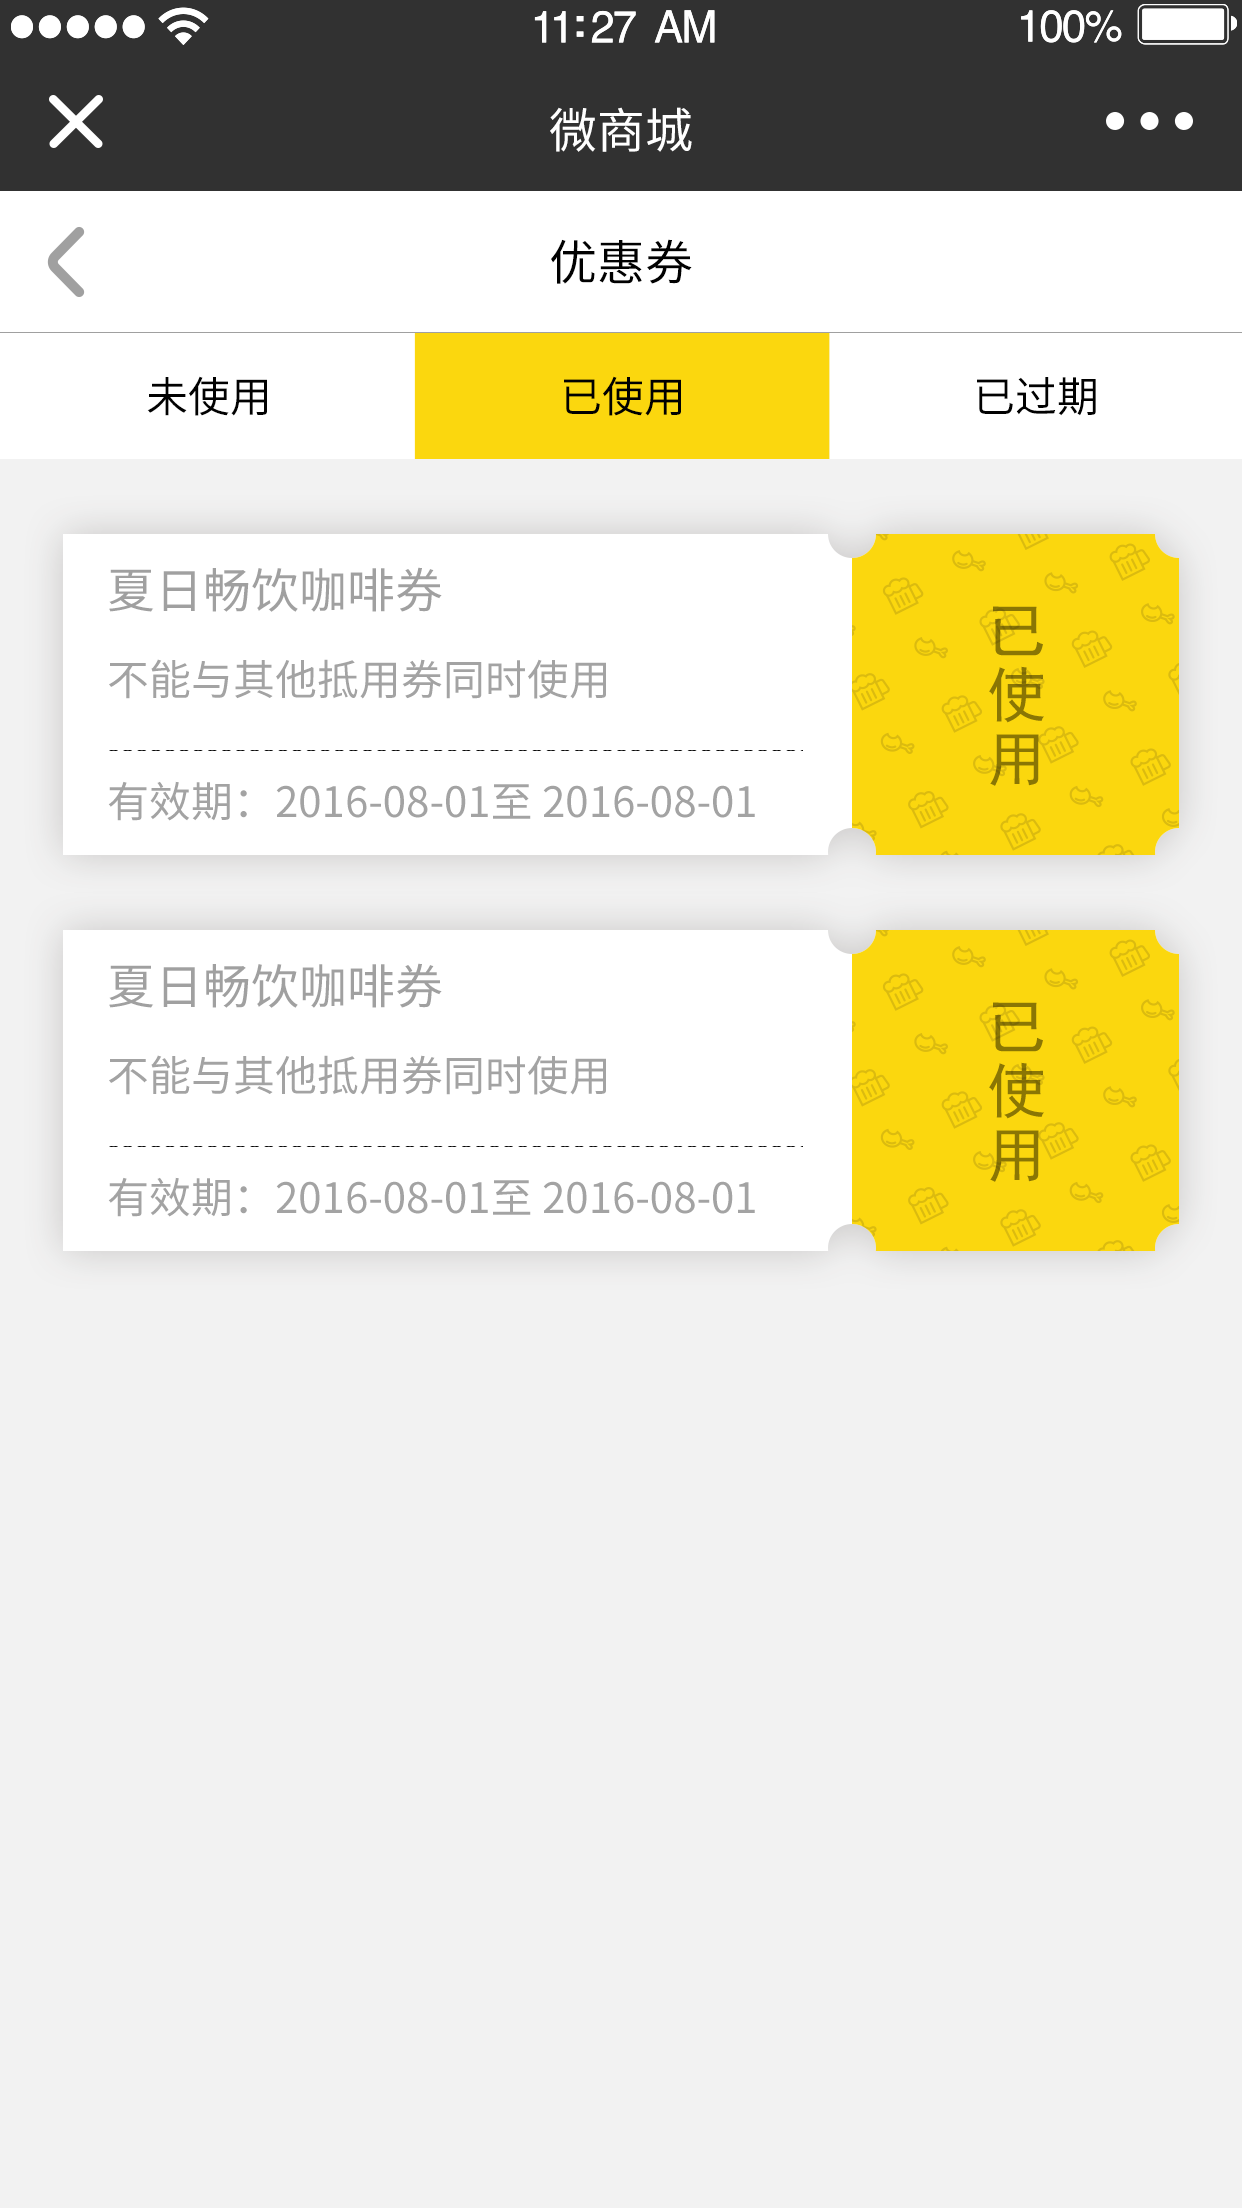 11:27 AM
100%
微商城
优惠券
未使用
已使用
已过期
夏日畅饮咖啡券
不能与其他抵用券同时使用
有效期：2016-08-01至 2016-08-01
已
使
用
夏日畅饮咖啡券
不能与其他抵用券同时使用
有效期：2016-08-01至 2016-08-01
已
使
用